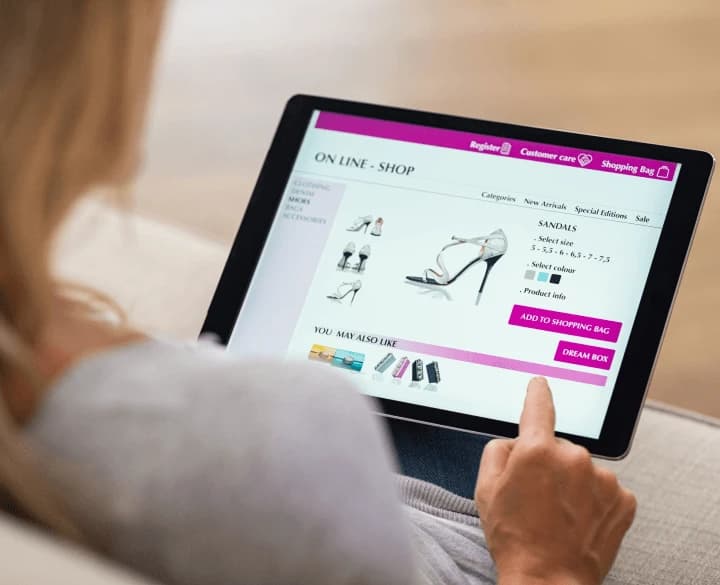 Register
Customer care
Shopping Bag
ON LINE - SHOP
CLOTHING
DENIM
SHOES
BAGS
ACCESSORIES
Categories
New Arrivals
Special Editions
Sale
SANDALS
. Select size
5 - 5,5 - 6 - 6,5 - 7 - 7,5
. Select colour
. Product info
ADD TO SHOPPING BAG
DREAM BOX
YOU MAY ALSO LIKE